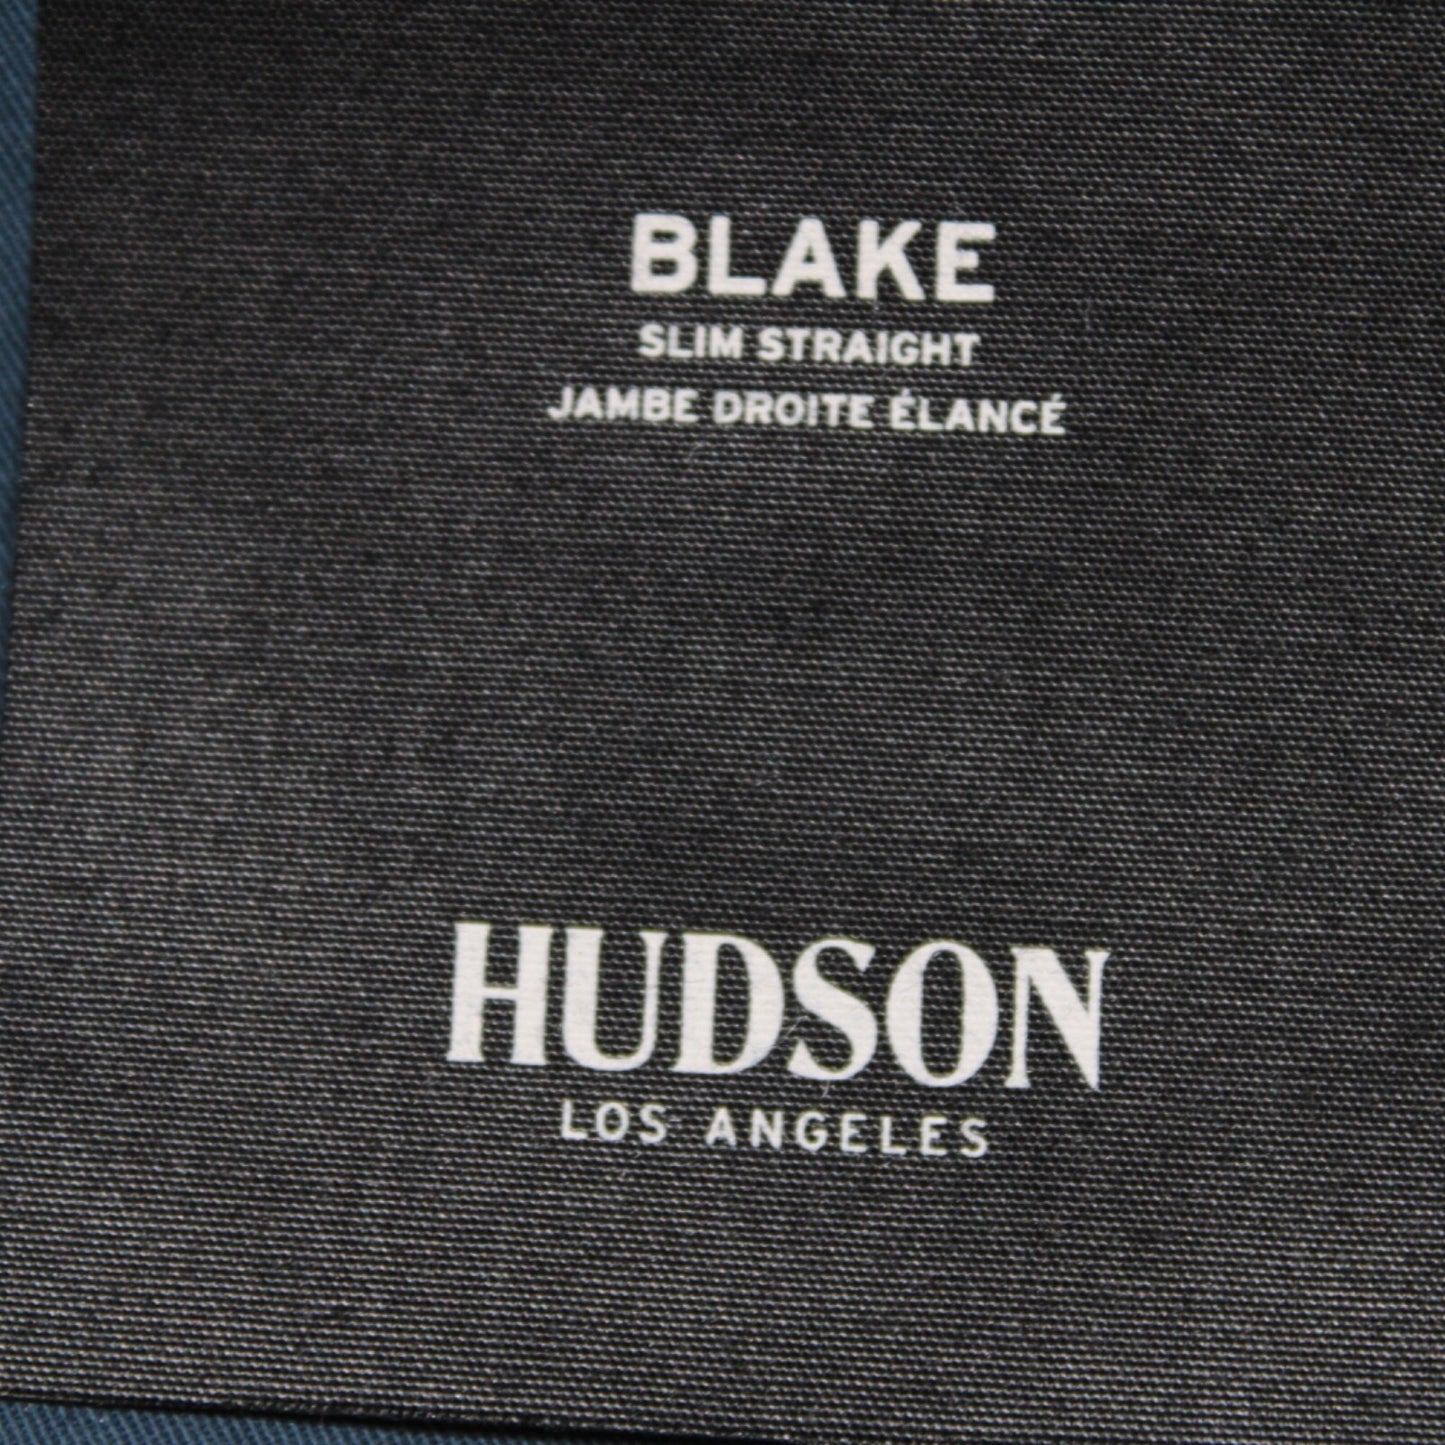 BLAKE
SLIM STRAIGHT
JAMBE DROITE ÉLANCÉ
HUDSON
LOS ANGELES